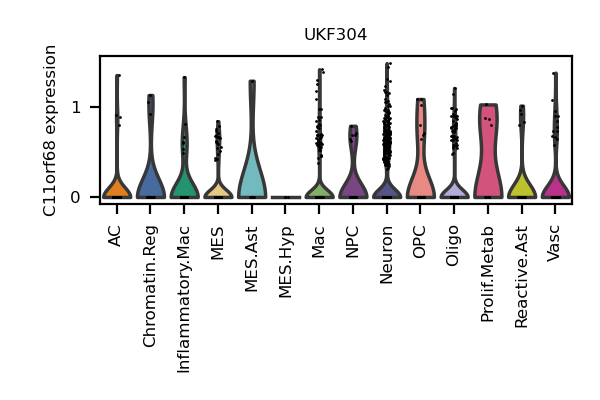 UKF304
C11orf68 expression
1
0
AC
Chromatin.Reg
Inflammatory.Mac
MES
MES.Ast
MES.Hyp
Mac
NPC
Neuron
OPC
Oligo
Prolif.Metab
Reactive.Ast
Vasc